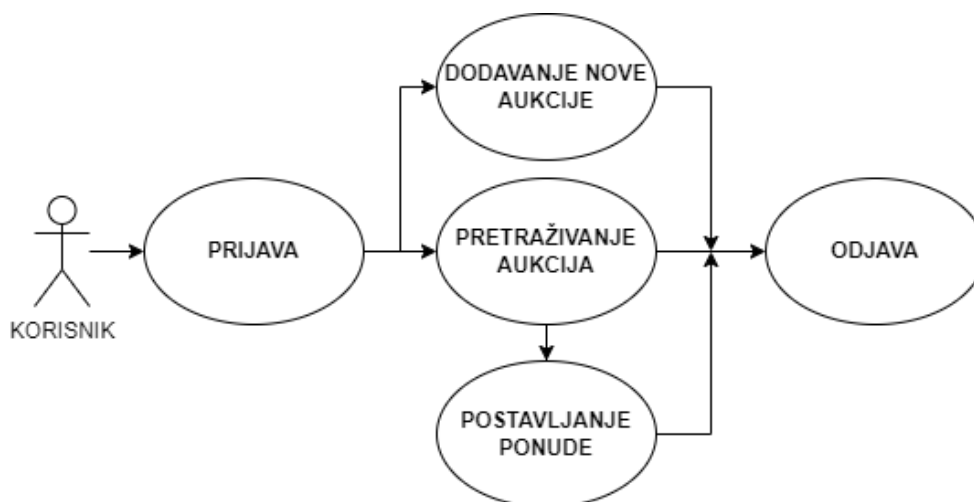 DODAVANJE NOVE
AUKCIJE
PRIJAVA
PRETRAŽIVANJE
AUKCIJA
ODJAVA
KORISNIK
POSTAVLJANJE
PONUDE